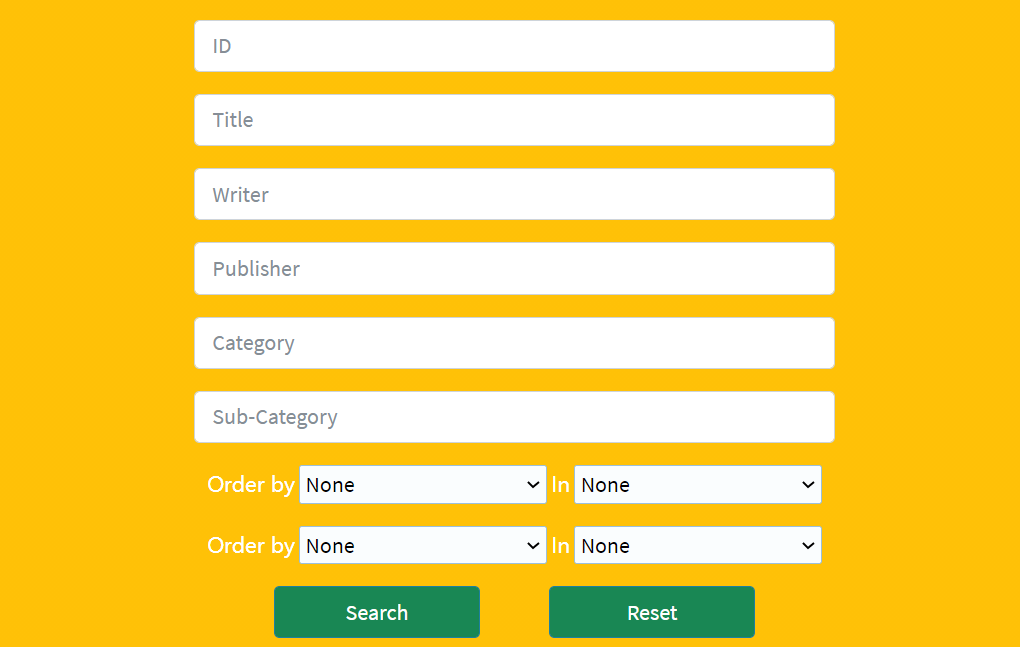 ID
Title
Writer
Publisher
Category
Sub-Category
Order by None In None
Order by None In None
Search Reset